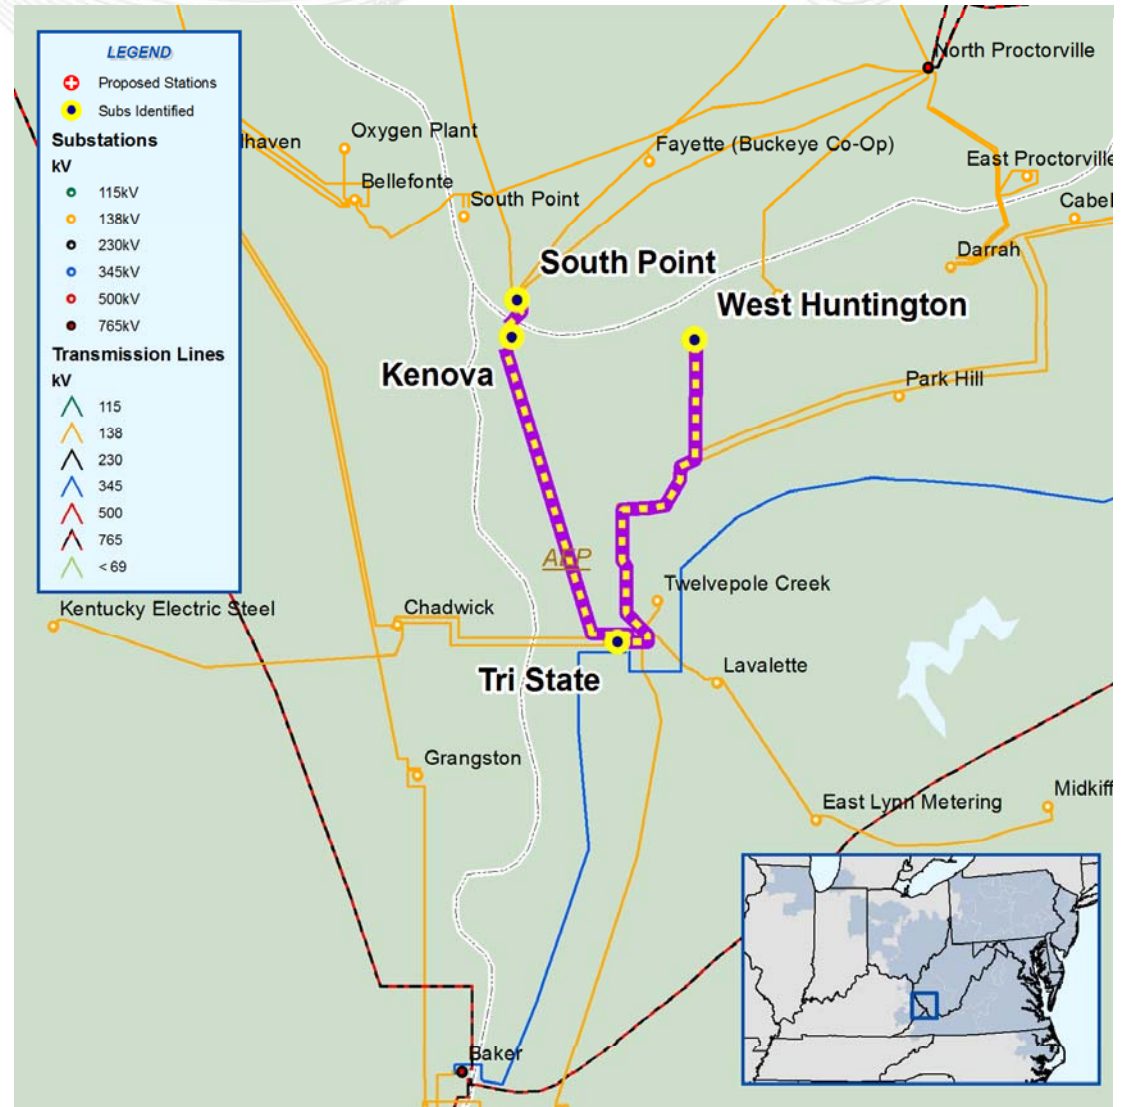 LEGEND
Proposed Stations
Subs Identified
Substations
kV
115kV
138kV
230kV
345kV
500kV
765kV
Transmission Lines
kV
115
138
230
345
500
765
< 69
North Proctorville
lhaven
Oxygen Plant
Fayette (Buckeye Co-Op)
East Proctorville
Bellefonte
South Point
Cabel
Darrah
South Point
West Huntington
Kenova
Park Hill
AEP
Twelvepole Creek
Kentucky Electric Steel
Chadwick
Lavalette
Tri State
Grangston
East Lynn Metering
Midkiff
Baker